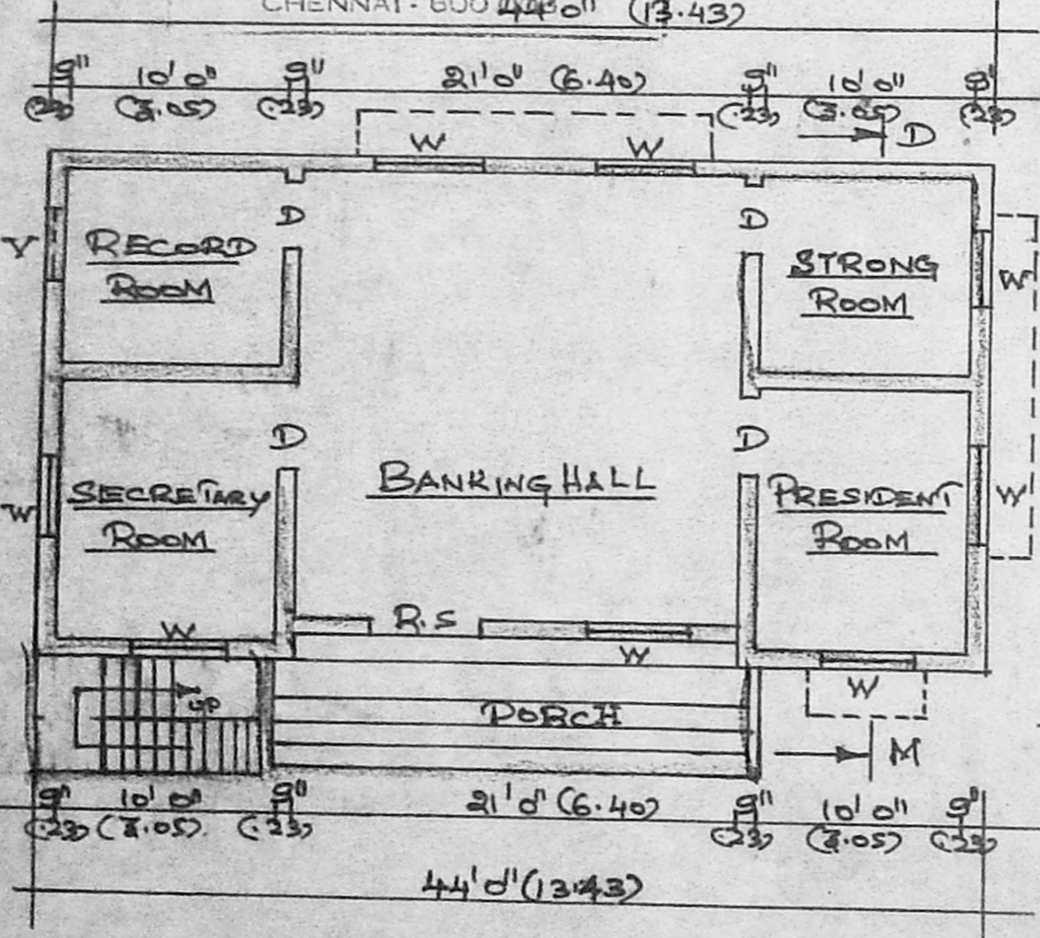 CHENNAI - 600 44'0" (13.43)
9" 10'0" 9" 21'0" (6.40) 9" 10'0" 9"
(.23) (3.05) (.23) (.23) (3.05) (.23)
W W D
D D
V RECORD
ROOM
STRONG
ROOM
W
D D
SECRETARY
ROOM
BANKING HALL
PRESIDENT
ROOM
W W
R.S
W W
W
UP
PORCH
M
9" 10'0" 9" 21'0" (6.40) 9" 10'0" 9"
(.23) (3.05) (.23) (.23) (3.05) (.23)
44'0" (13.43)